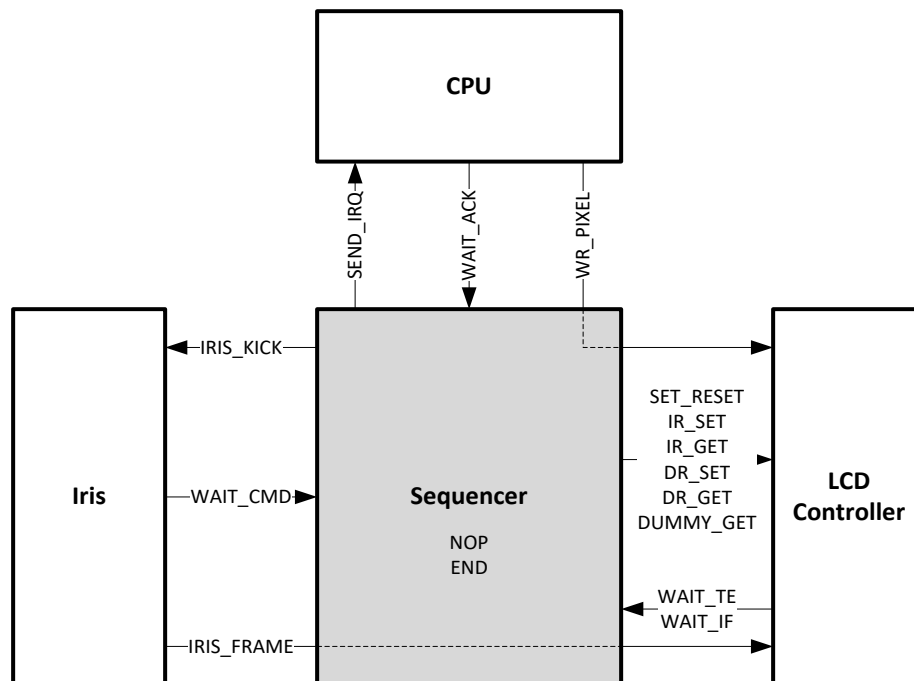 CPU
SEND_IRQ
WAIT_ACK
WR_PIXEL
IRIS_KICK
SET_RESET
IR_SET
IR_GET
DR_SET
DR_GET
DUMMY_GET
Iris
WAIT_CMD
Sequencer
LCD
Controller
NOP
END
WAIT_TE
WAIT_IF
IRIS_FRAME